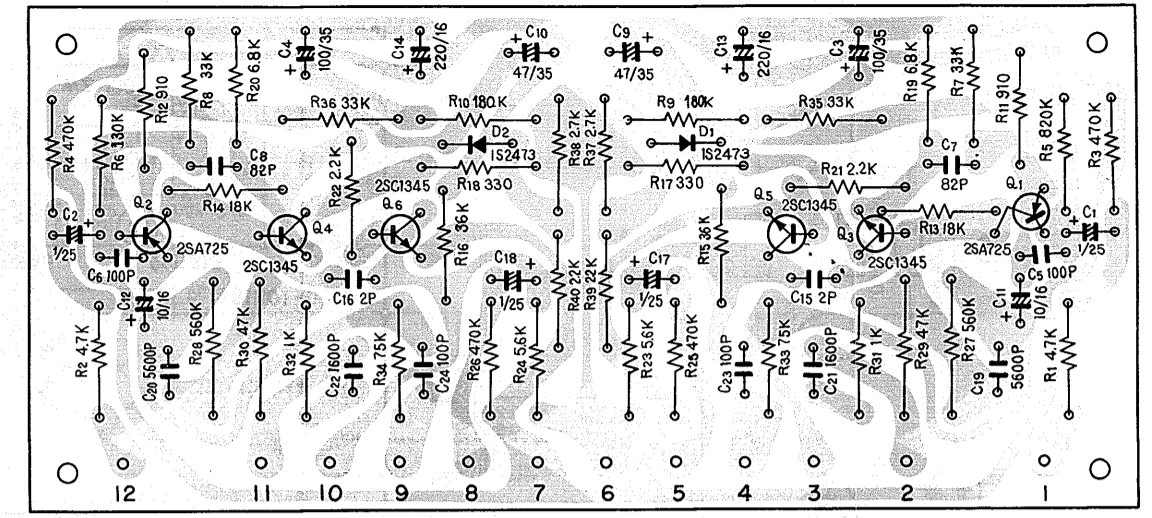 C4 100/35
C14 220/16
C10 47/35
C9 47/35
C13 220/16
C3 100/35
R12 910
R8 33K
R20 6.8K
R19 6.8K
R7 33K
R11 910
R36 33K
R10 180K
R9 180K
R35 33K
R4 470K
R6 130K
C8 82P
R22 2.2K
D2 1S2473
R38 2.7K
R37 2.7K
D1 1S2473
C7 82P
R5 820K
R3 470K
R14 18K
2SC1345
R18 330
R17 330
R21 2.2K
2SC1345
Q1
C2 1/25
Q2
2SA725
Q4
2SC1345
Q6
R16 36K
R15 36K
Q5
Q3
2SC1345
R13 18K
2SA725
C1 1/25
C6 100P
C12 10/16
C16 2P
C18 1/25
R40 22K
R39 22K
C17 1/25
C15 2P
C11 10/16
C5 100P
R2 4.7K
C20 5600P
R28 560K
R30 47K
R32 1K
C22 1600P
R34 75K
C24 100P
R26 470K
R24 5.6K
R23 5.6K
R25 470K
C23 100P
R33 75K
C21 1600P
R31 1K
R29 47K
R27 560K
C19 5600P
R1 4.7K
12 11 10 9 8 7 6 5 4 3 2 1